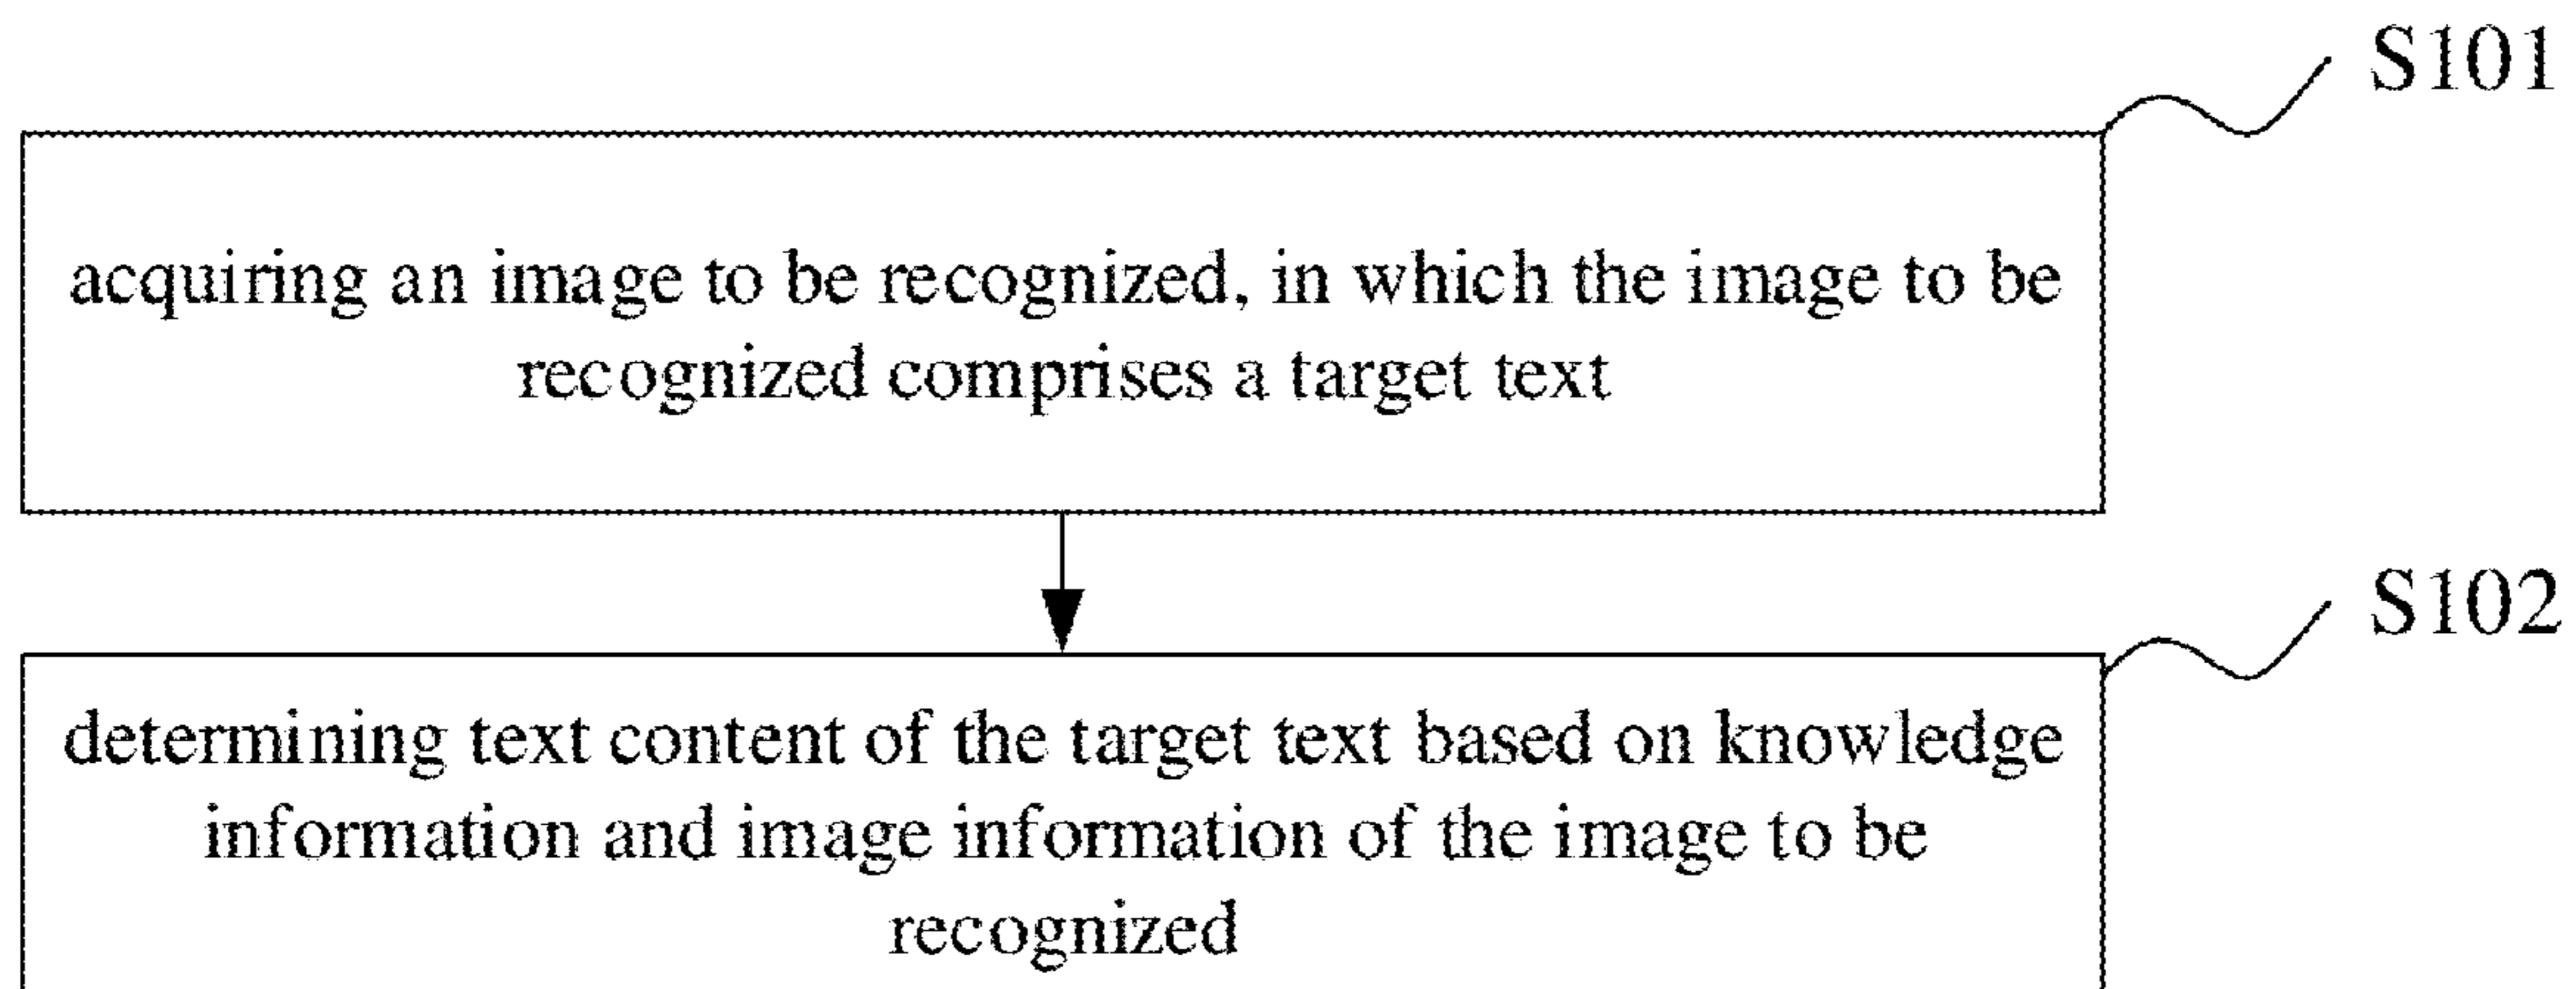 S101
acquiring an image to be recognized, in which the image to be
recognized comprises a target text
S102
determining text content of the target text based on knowledge
information and image information of the image to be
recognized